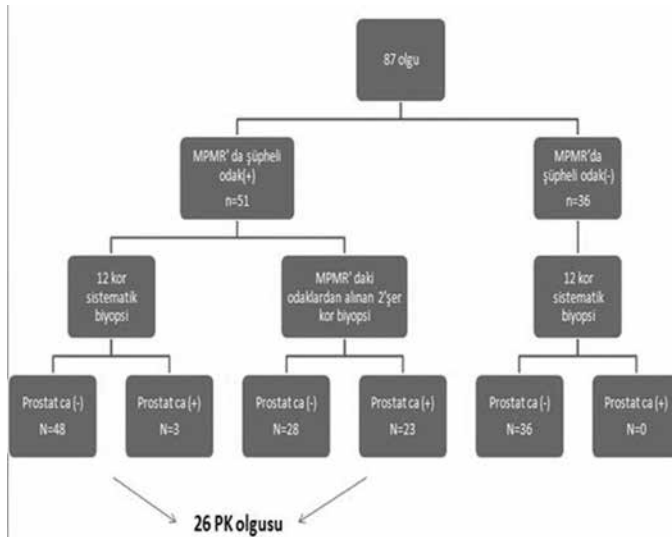 87 olgu
MPMR' da şüpheli
odak(+)
n=51
MPMR'da
şüpheli odak(-)
n=36
12 kor
sistematik
biyopsi
MPMR' daki
odaklardan alınan 2'şer
kor biyopsi
12 kor
sistematik
biyopsi
Prostat ca (-)
N=48
Prostat ca (+)
N=3
Prostat ca (-)
N=28
Prostat ca (+)
N=23
Prostat ca (-)
N=36
Prostat ca (+)
N=0
26 PK olgusu